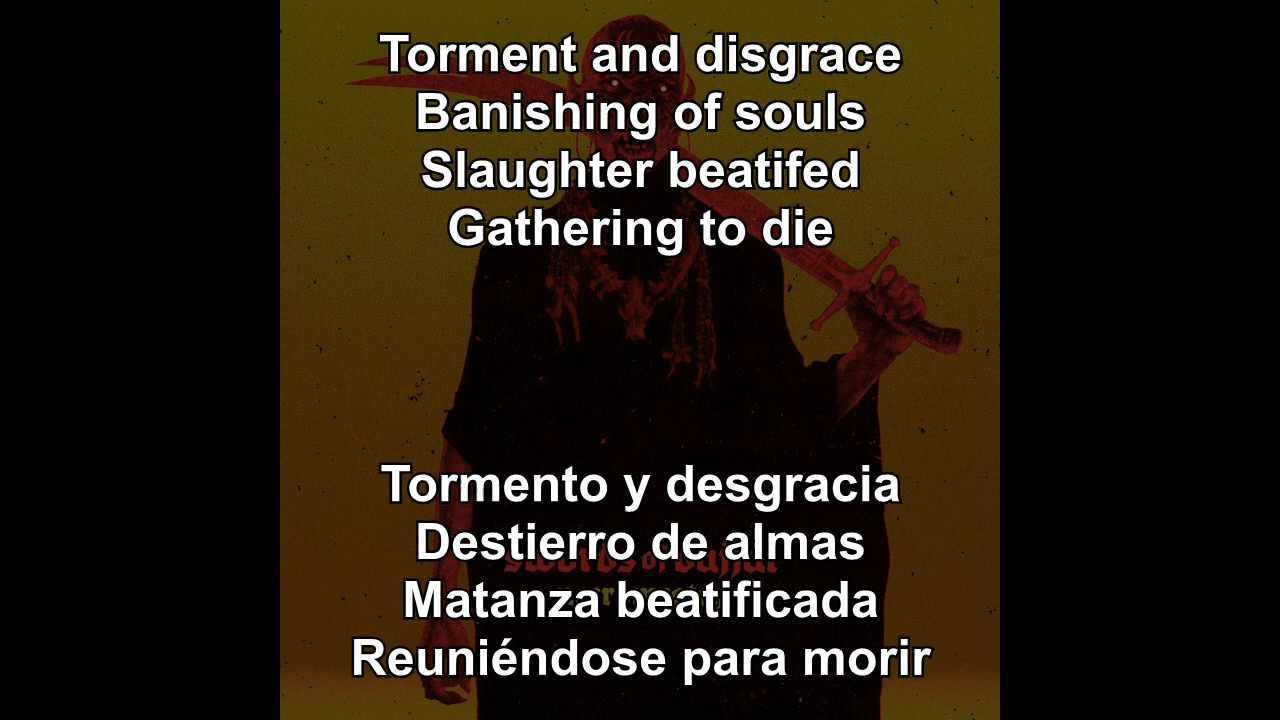 Torment and disgrace
Banishing of souls
Slaughter beatifed
Gathering to die
Tormento y desgracia
Destierro de almas
Matanza beatificada
Reuniéndose para morir